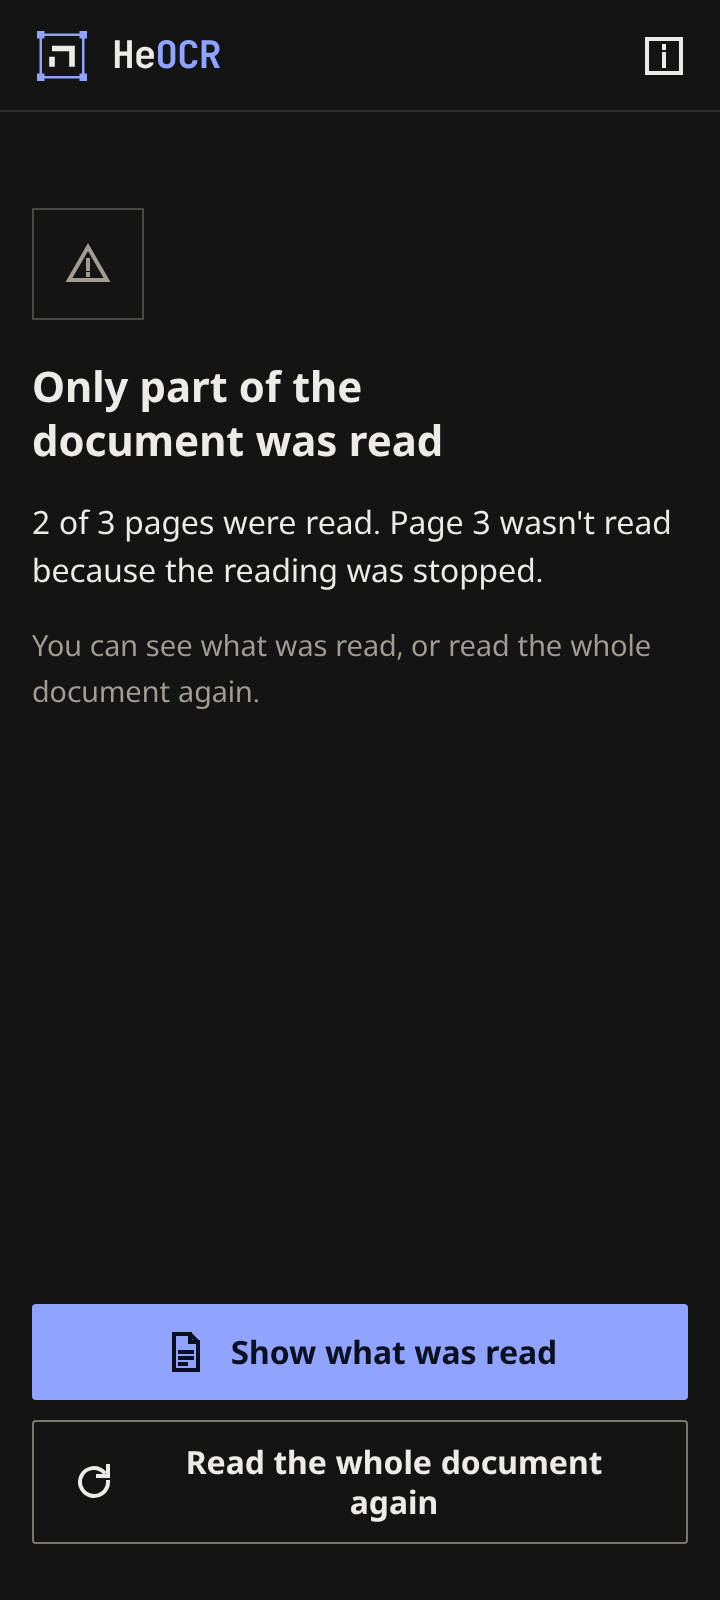 HeOCR
Only part of the
document was read
2 of 3 pages were read. Page 3 wasn't read
because the reading was stopped.
You can see what was read, or read the whole
document again.
Show what was read
Read the whole document
again